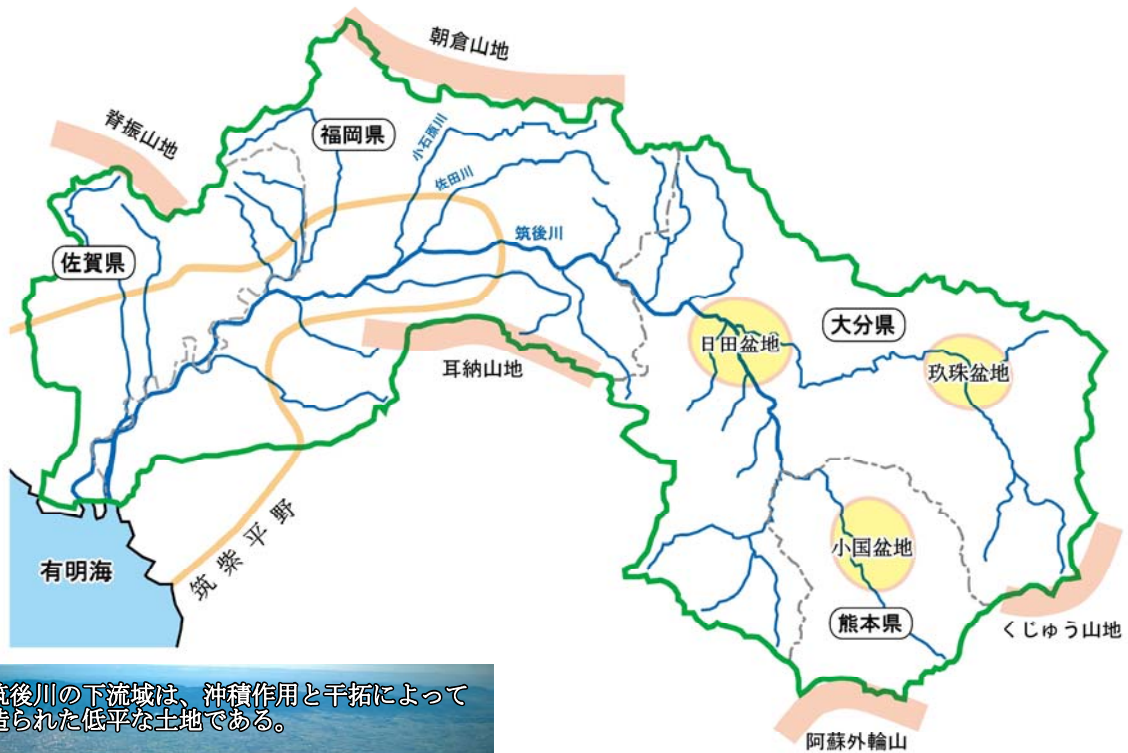 朝倉山地
脊振山地
福岡県
小石原川
佐田川
筑後川
佐賀県
大分県
日田盆地
玖珠盆地
耳納山地
筑紫平野
有明海
小国盆地
熊本県
くじゅう山地
阿蘇外輪山
筑後川の下流域は、沖積作用と干拓によって
造られた低平な土地である。